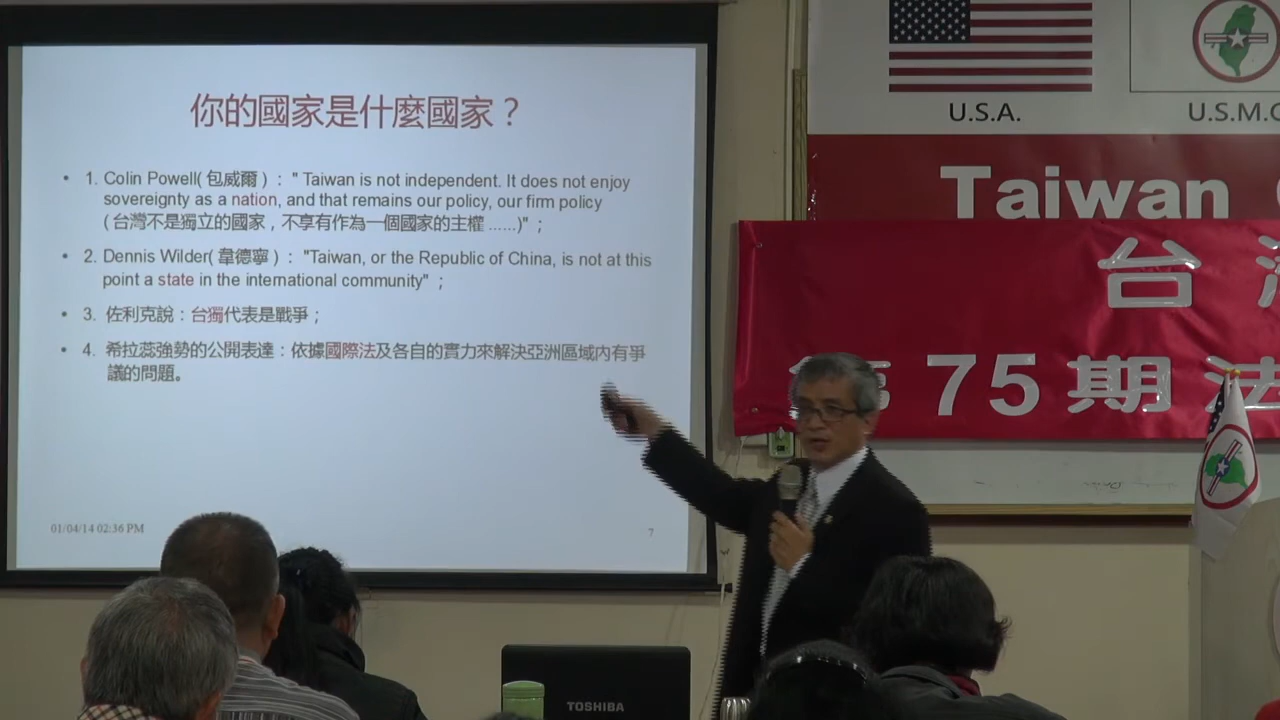 你的國家是什麼國家？
• 1. Colin Powell( 包威爾 ) ： " Taiwan is not independent. It does not enjoy
sovereignty as a nation, and that remains our policy, our firm policy
( 台灣不是獨立的國家，不享有作為一個國家的主權 ......)" ；
• 2. Dennis Wilder( 韋德寧 ) ： "Taiwan, or the Republic of China, is not at this
point a state in the international community" ；
• 3. 佐利克說：台獨代表是戰爭；
• 4. 希拉蕊強勢的公開表達：依據國際法及各自的實力來解決亞洲區域內有爭
議的問題。
01/04/14 02:36 PM
7
U.S.A.
U.S.M.G
Taiwan
台
第75期法
TOSHIBA